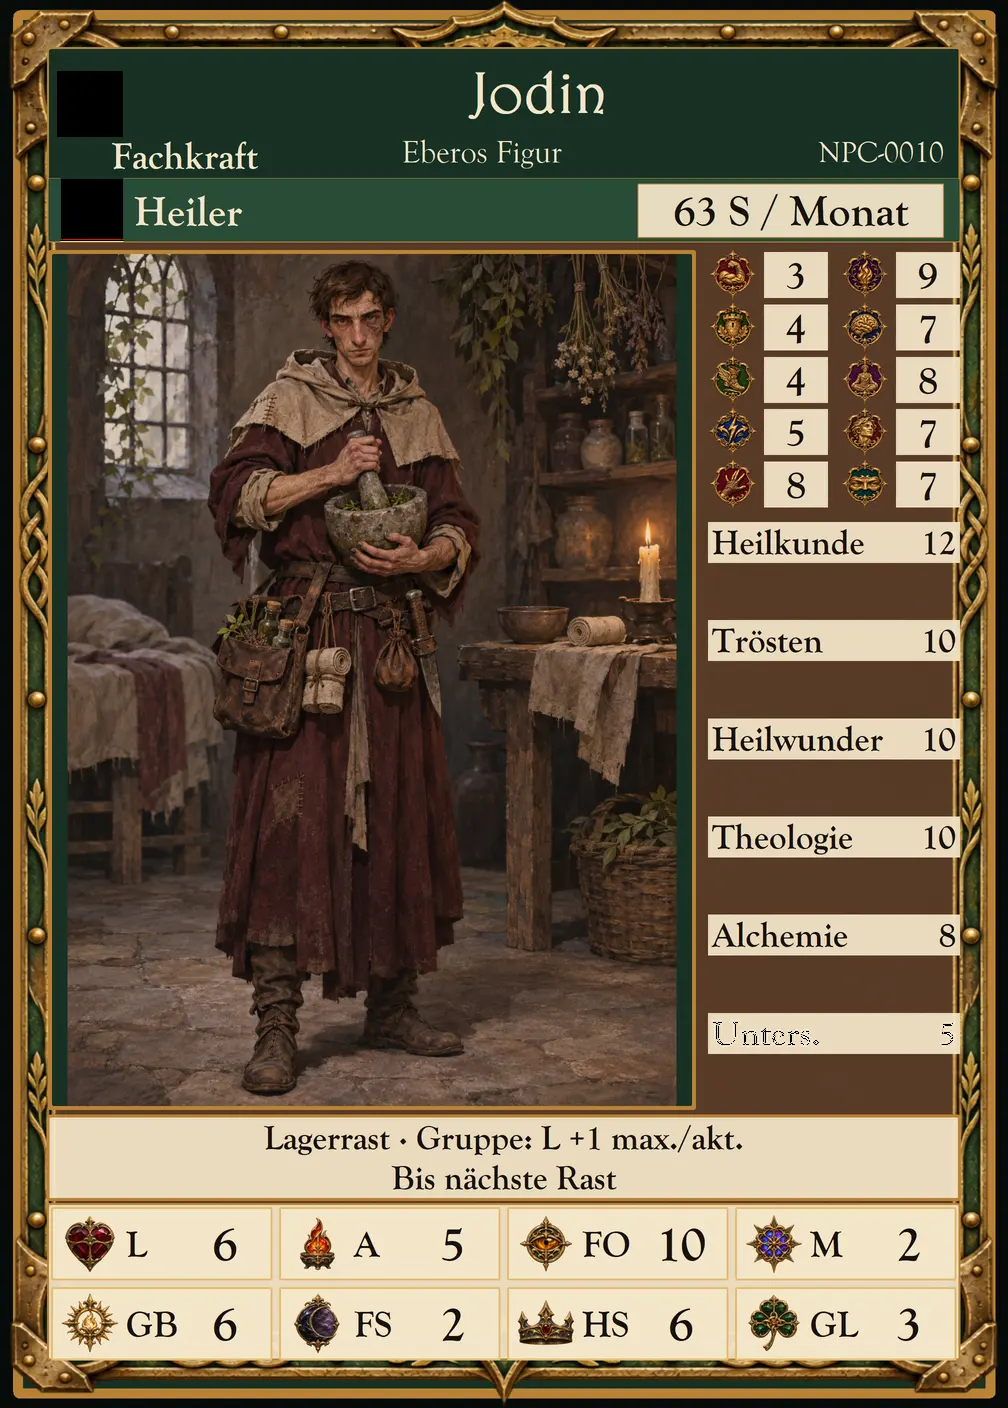 Jodin
Fachkraft
Eberos Figur
NPC-0010
Heiler
63 S / Monat
3 9
4 7
4 8
5 7
8 7
Heilkunde 12
Trösten 10
Heilwunder 10
Theologie 10
Alchemie 8
Unters. 5
Lagerrast · Gruppe: L +1 max./akt.
Bis nächste Rast
L 6 A 5 FO 10 M 2
GB 6 FS 2 HS 6 GL 3